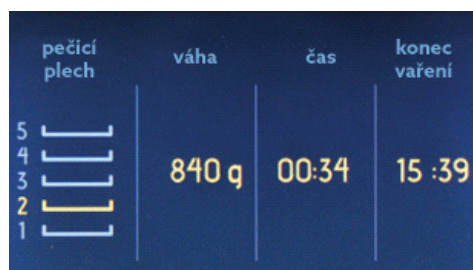 pečicí plech
váha
čas
konec vaření
5
4
3
2
1
840 g
00:34
15 :39